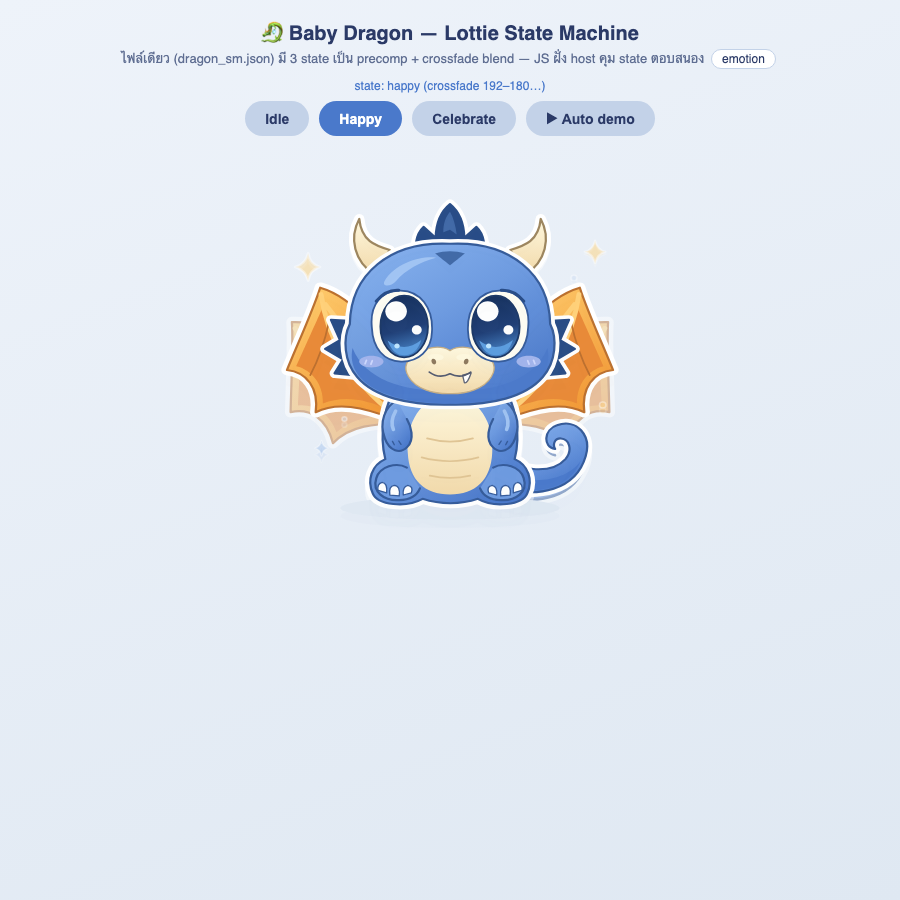 🐉 Baby Dragon — Lottie State Machine
ไฟล์เดียว (dragon_sm.json) มี 3 state เป็น precomp + crossfade blend — JS ฝั่ง host คุม state ตอบสนอง emotion
state: happy (crossfade 192–180…)
Idle Happy Celebrate ▶ Auto demo